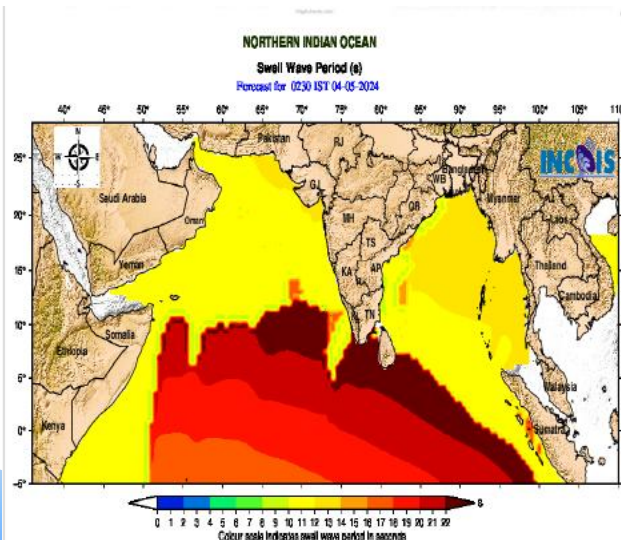 NORTHERN INDIAN OCEAN
Swell Wave Period (s)
Forecast for 0230 IST 04-05-2024
40° 45° 50° 55° 60° 65° 70° 75° 80° 85° 90° 95° 100° 105° 110
N
W E
S
INCOIS
25°
20°
15°
10°
5°
0°
-5°
Pakistan
RJ
GJ
Bangladesh
WB
Myanmar
Saudi Arabia
Oman
MH
OR
Laos
TS
Yemen
KA
AP
Thailand
Cambodia
TN
Somalia
Ethiopia
Malaysia
Kenya
Sumatra
0 1 2 3 4 5 6 7 8 9 10 11 12 13 14 15 16 17 18 19 20 21 22
Colour scale indicates swell wave period in seconds